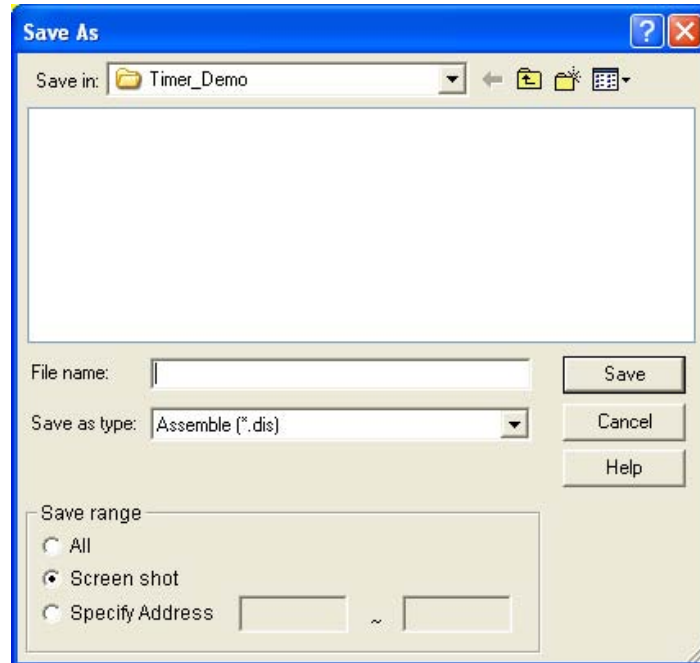 Save As
Save in: Timer_Demo
File name:
Save
Save as type: Assemble (*.dis)
Cancel
Help
Save range
All
Screen shot
Specify Address ~